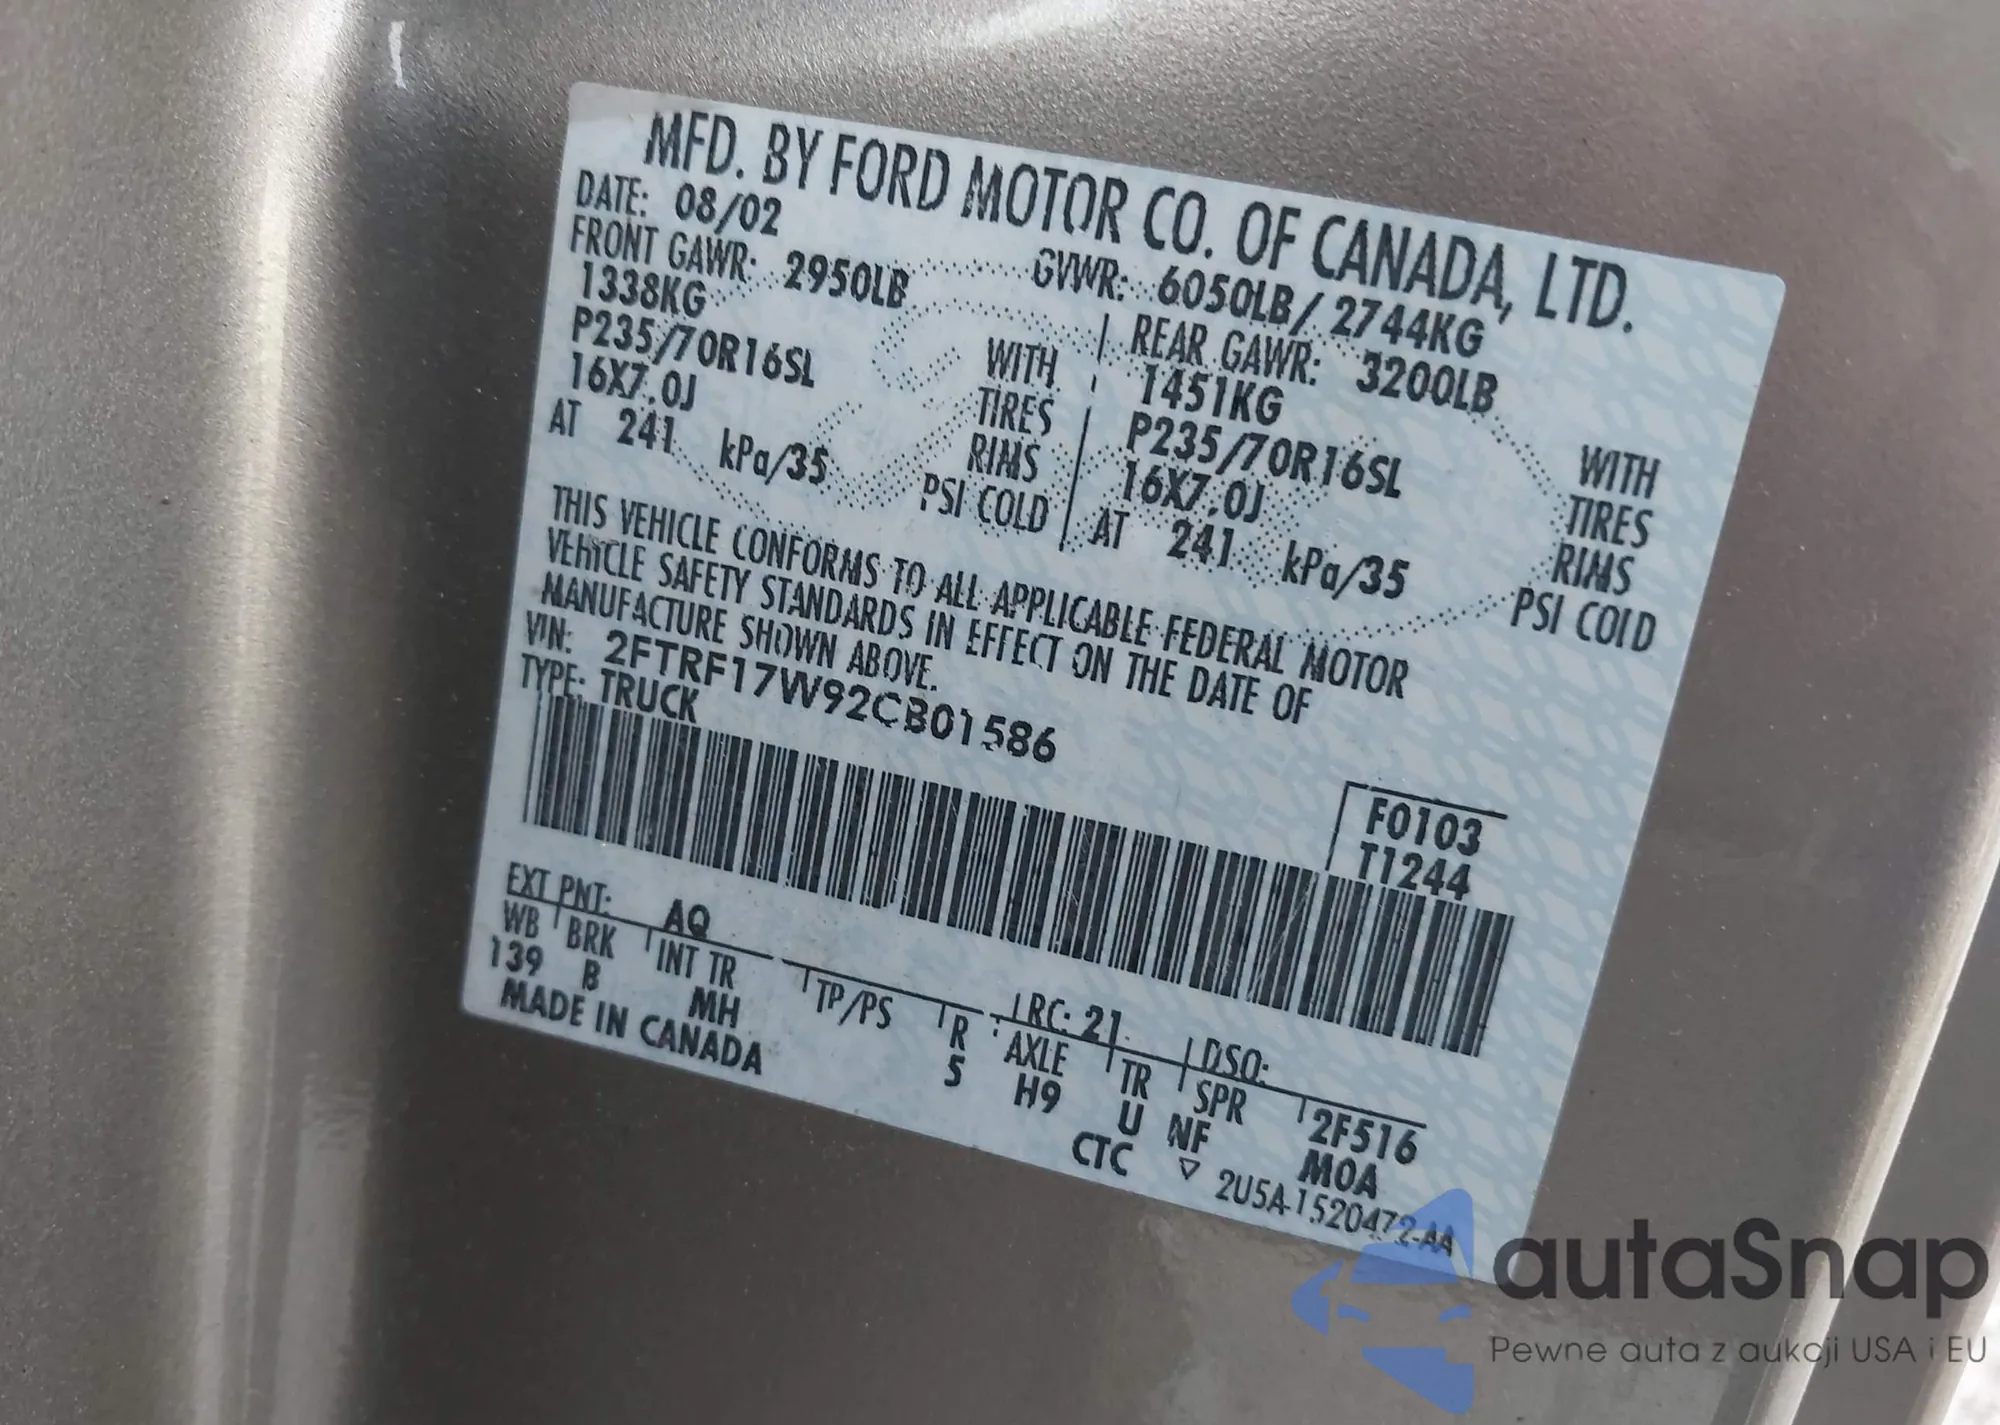 MFD. BY FORD MOTOR CO. OF CANADA, LTD.
DATE: 08/02 GVWR: 6050LB/ 2744KG
FRONT GAWR: 2950LB REAR GAWR: 3200LB
1338KG WITH 1451KG WITH
P235/70R16SL TIRES P235/70R16SL TIRES
16X7.0J RIMS 16X7.0J RIMS
AT 241 kPa/35 PSI COLD AT 241 kPa/35 PSI COLD
THIS VEHICLE CONFORMS TO ALL APPLICABLE FEDERAL MOTOR
VEHICLE SAFETY STANDARDS IN EFFECT ON THE DATE OF
MANUFACTURE SHOWN ABOVE.
VIN: 2FTRF17W92CB01586
TYPE: TRUCK
F0103
T1244
EXT PNT: AQ RC: 21 DSO:
WB BRK INT TR TP/PS R AXLE TR SPR 2F516
139 B MH 5 H9 U NF M0A
MADE IN CANADA CTC ▽ 2U5A-1520472-AA
autaSnap
Pewne auta z aukcji USA i EU